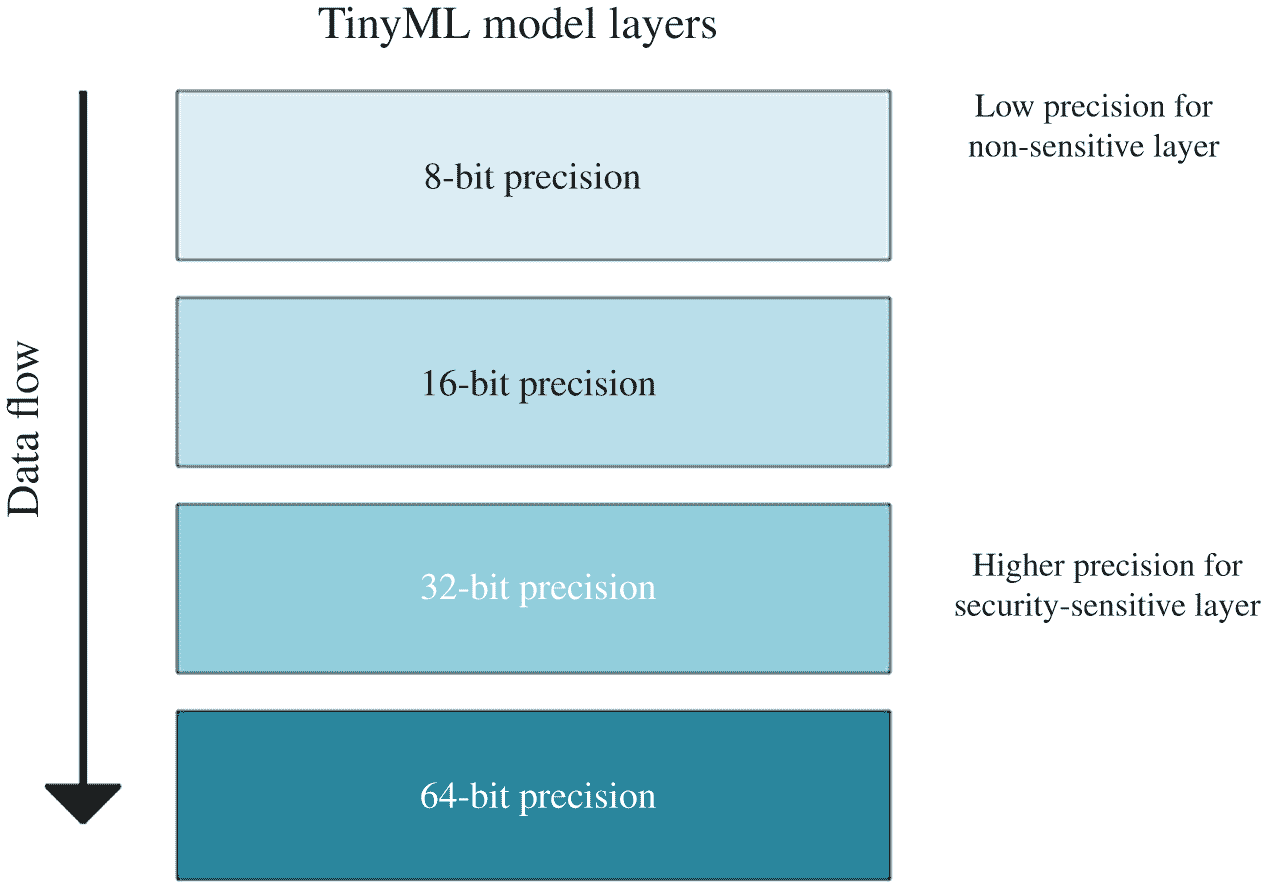 TinyML model layers
Low precision for
non-sensitive layer
8-bit precision
16-bit precision
Data flow
32-bit precision
Higher precision for
security-sensitive layer
64-bit precision